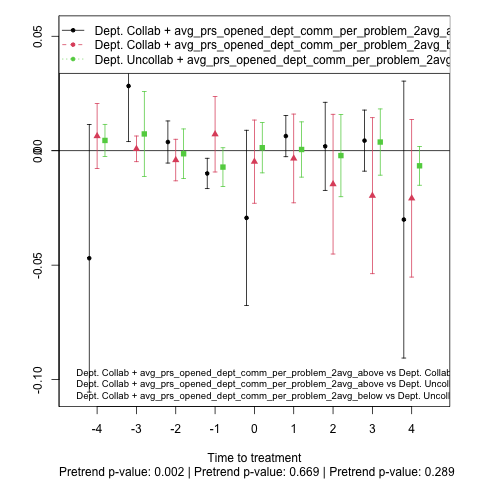 0.05
Dept. Collab + avg_prs_opened_dept_comm_per_problem_2avg_a
Dept. Collab + avg_prs_opened_dept_comm_per_problem_2avg_b
Dept. Uncollab + avg_prs_opened_dept_comm_per_problem_2avg
0.00
-0.05
-0.10
Dept. Collab + avg_prs_opened_dept_comm_per_problem_2avg_above vs Dept. Collab
Dept. Collab + avg_prs_opened_dept_comm_per_problem_2avg_above vs Dept. Uncoll
Dept. Collab + avg_prs_opened_dept_comm_per_problem_2avg_below vs Dept. Uncoll
-4 -3 -2 -1 0 1 2 3 4
Time to treatment
Pretrend p-value: 0.002 | Pretrend p-value: 0.669 | Pretrend p-value: 0.289